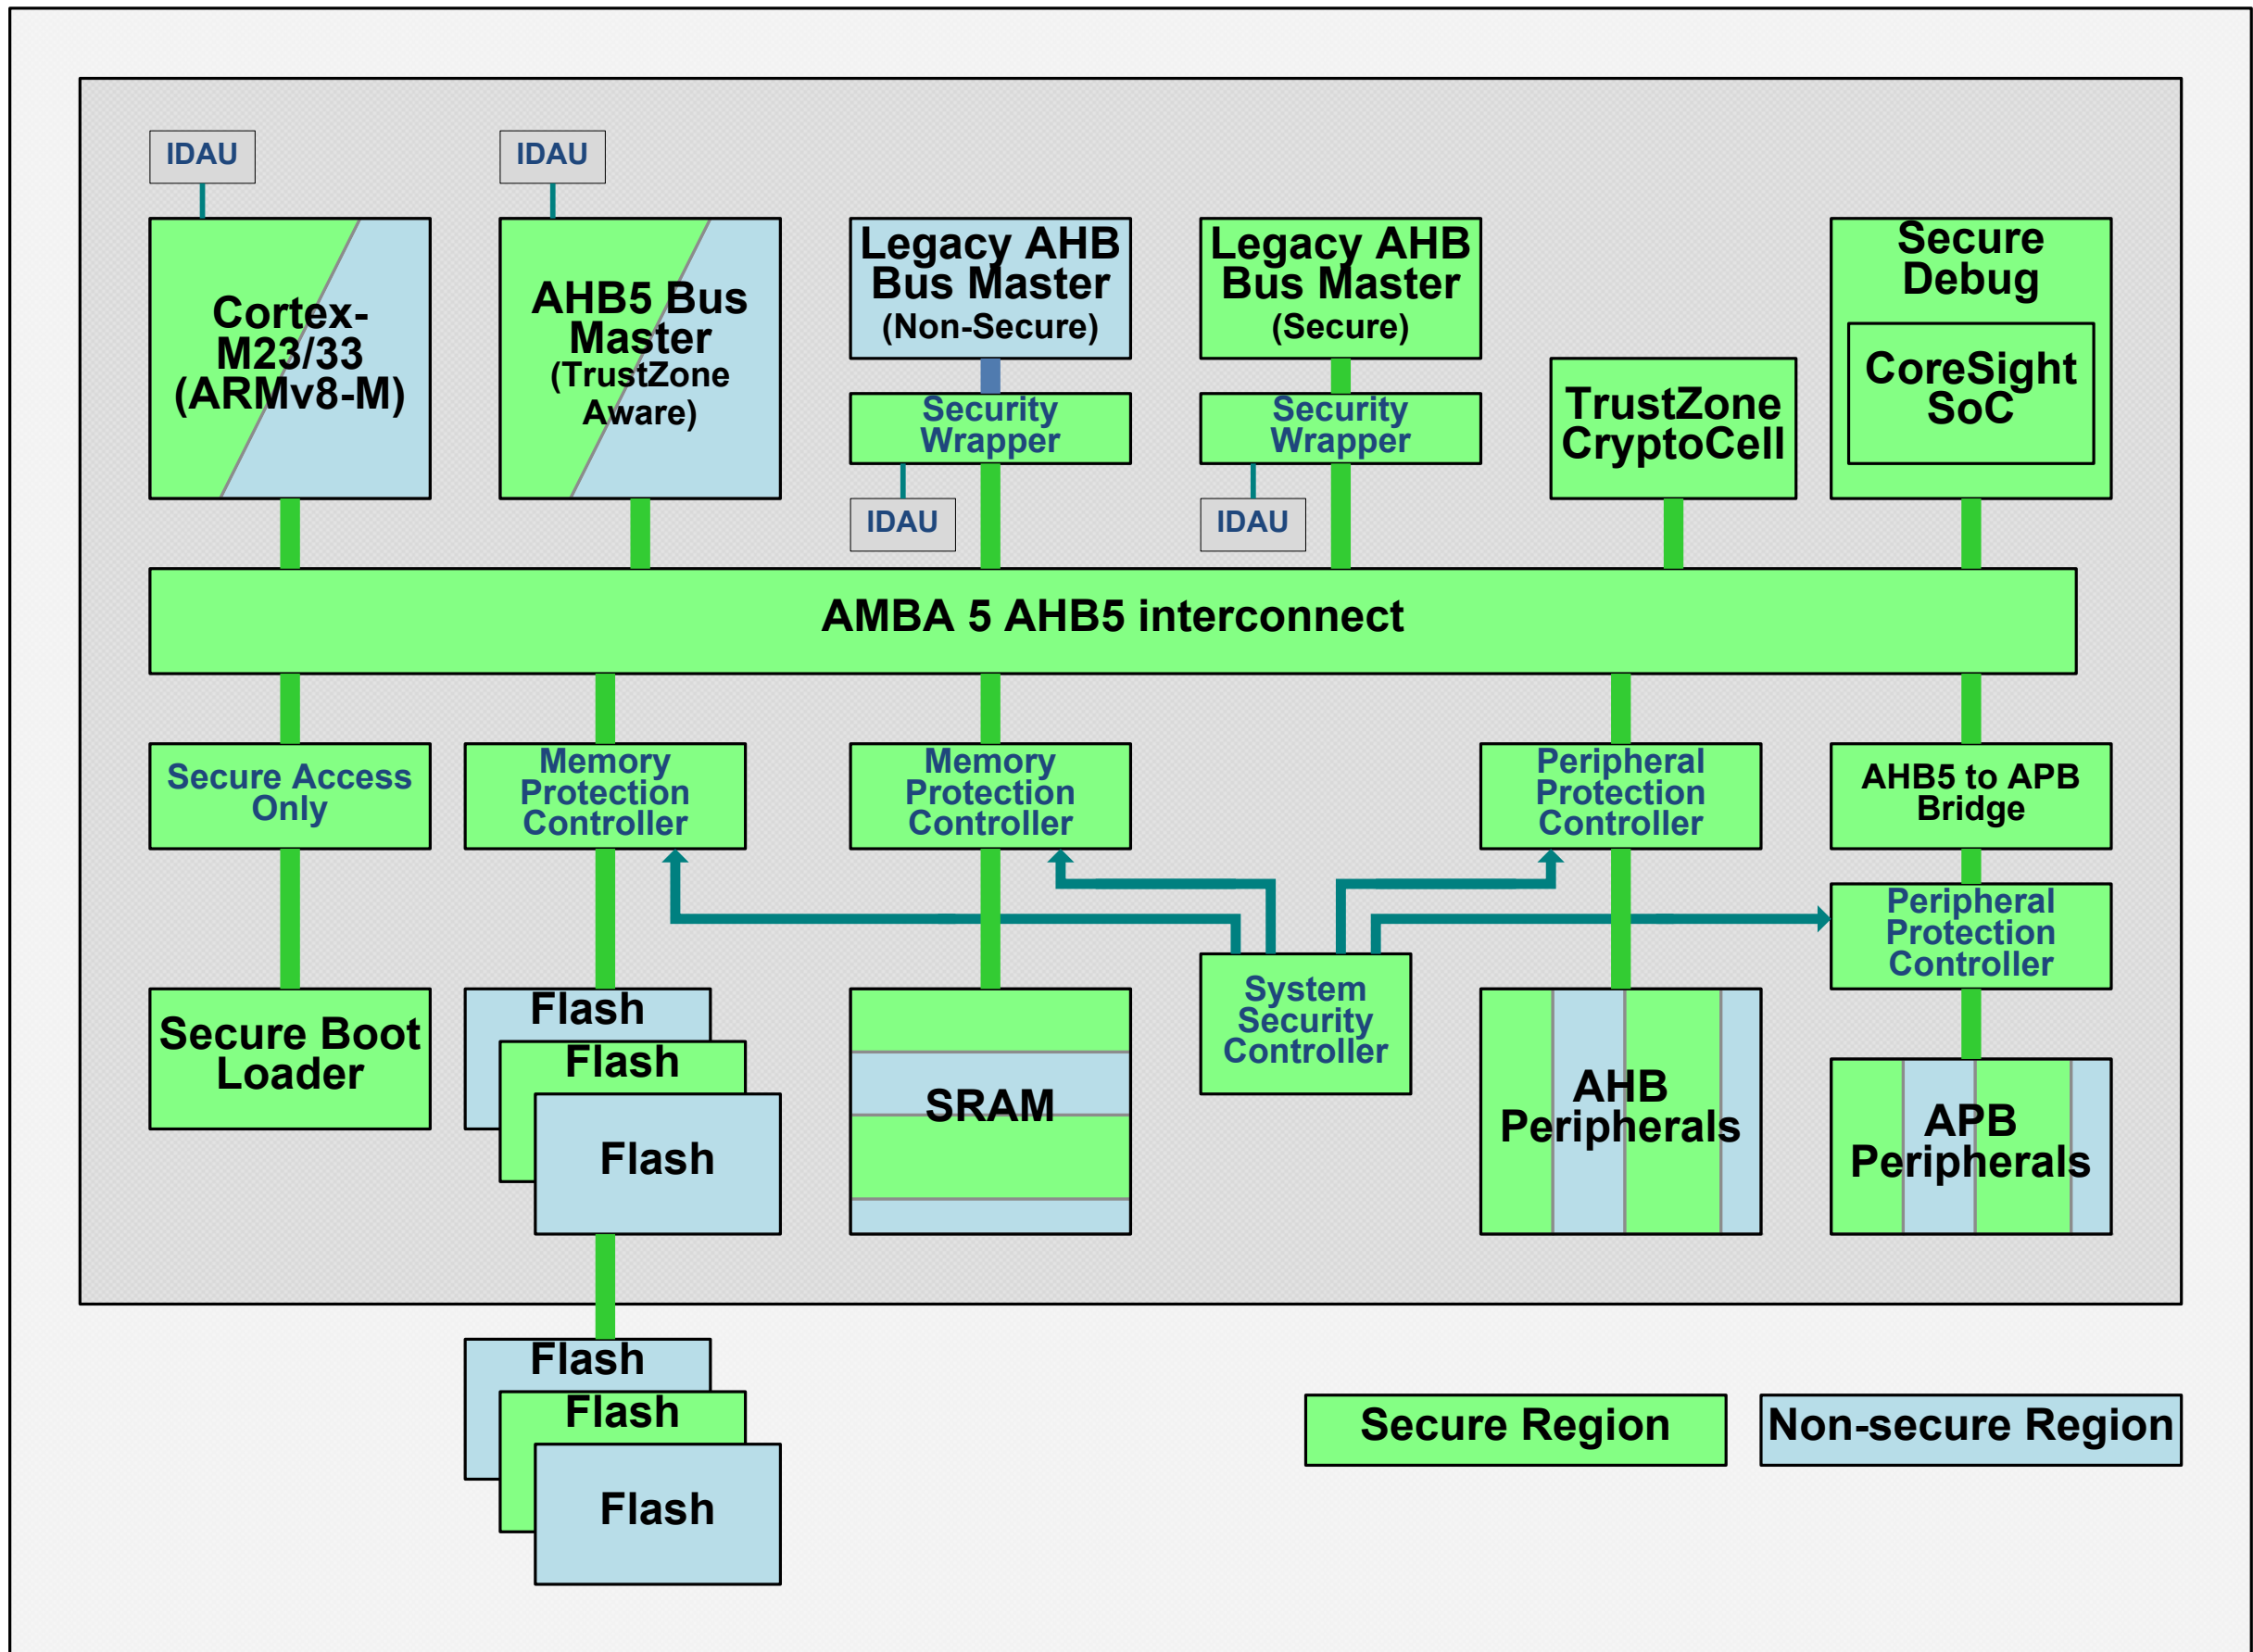 IDAU
IDAU
Cortex-
M23/33
(ARMv8-M)
AHB5 Bus
Master
(TrustZone
Aware)
Legacy AHB
Bus Master
(Non-Secure)
Security
Wrapper
IDAU
Legacy AHB
Bus Master
(Secure)
Security
Wrapper
IDAU
TrustZone
CryptoCell
Secure
Debug
CoreSight
SoC
AMBA 5 AHB5 interconnect
Secure Access
Only
Memory
Protection
Controller
Memory
Protection
Controller
Peripheral
Protection
Controller
AHB5 to APB
Bridge
Peripheral
Protection
Controller
Secure Boot
Loader
Flash
Flash
Flash
SRAM
System
Security
Controller
AHB
Peripherals
APB
Peripherals
Flash
Flash
Flash
Secure Region
Non-secure Region